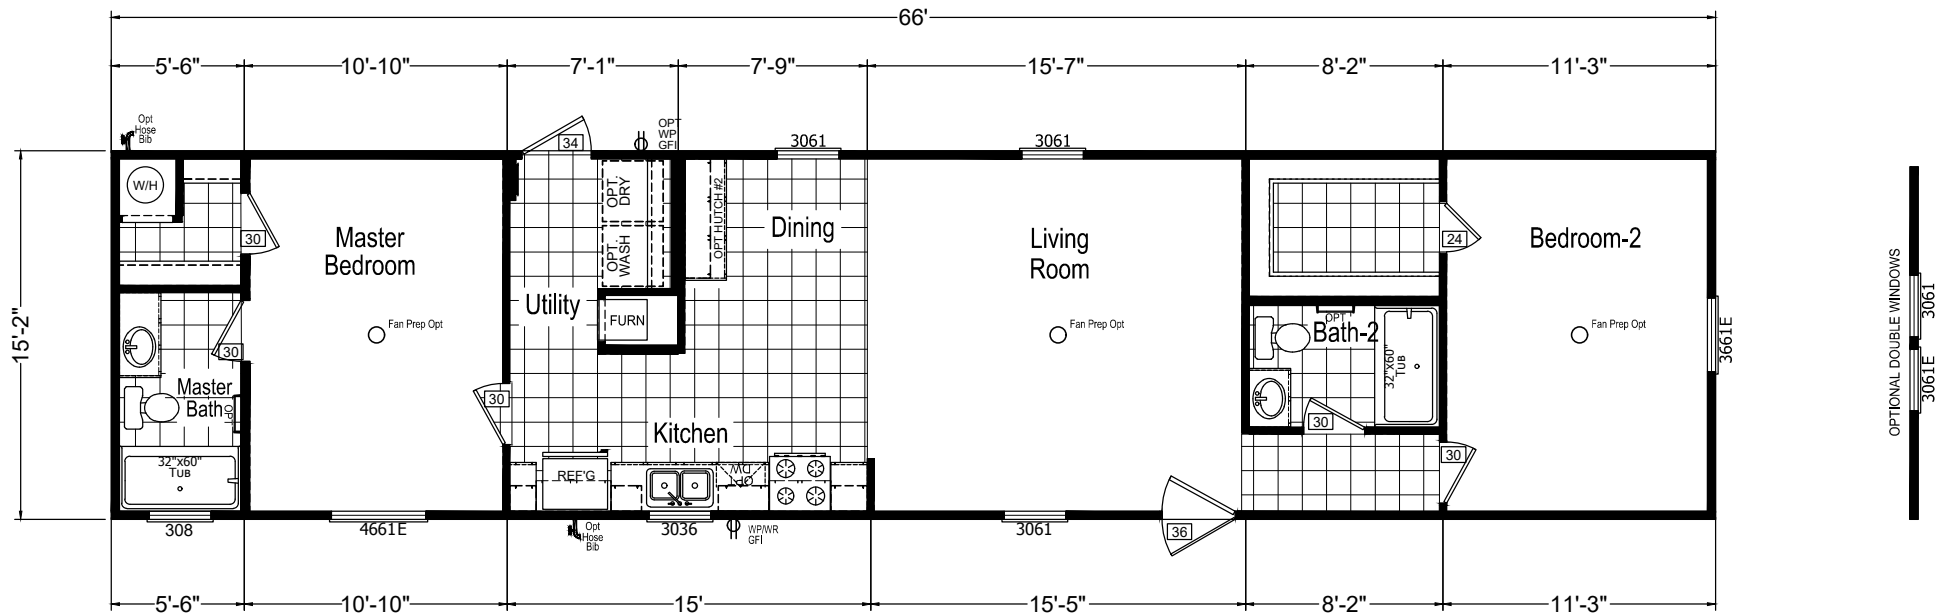 66'
5'-6" 10'-10" 7'-1" 7'-9" 15'-7" 8'-2" 11'-3"
Opt
Hose
Bib
34
OPT
WP
GFI
3061
3061
W/H
OPT.
DRY
OPT HUTCH #2
30
Master
Bedroom
Dining
Living
Room
24
Bedroom-2
OPT.
WASH
Utility
FURN
15'-2"
Fan Prep Opt
Fan Prep Opt
Fan Prep Opt
OPT
Bath-2
32"x60"
TUB
3661E
OPTIONAL DOUBLE WINDOWS
3061
3061E
30
Master
Bath
OPT
30
30
Kitchen
32"x60"
TUB
REF'G
OPT
DW
30
308
4661E
Opt
Hose
Bib
3036
WP/WR
GFI
3061
36
5'-6" 10'-10" 15' 15'-5" 8'-2" 11'-3"